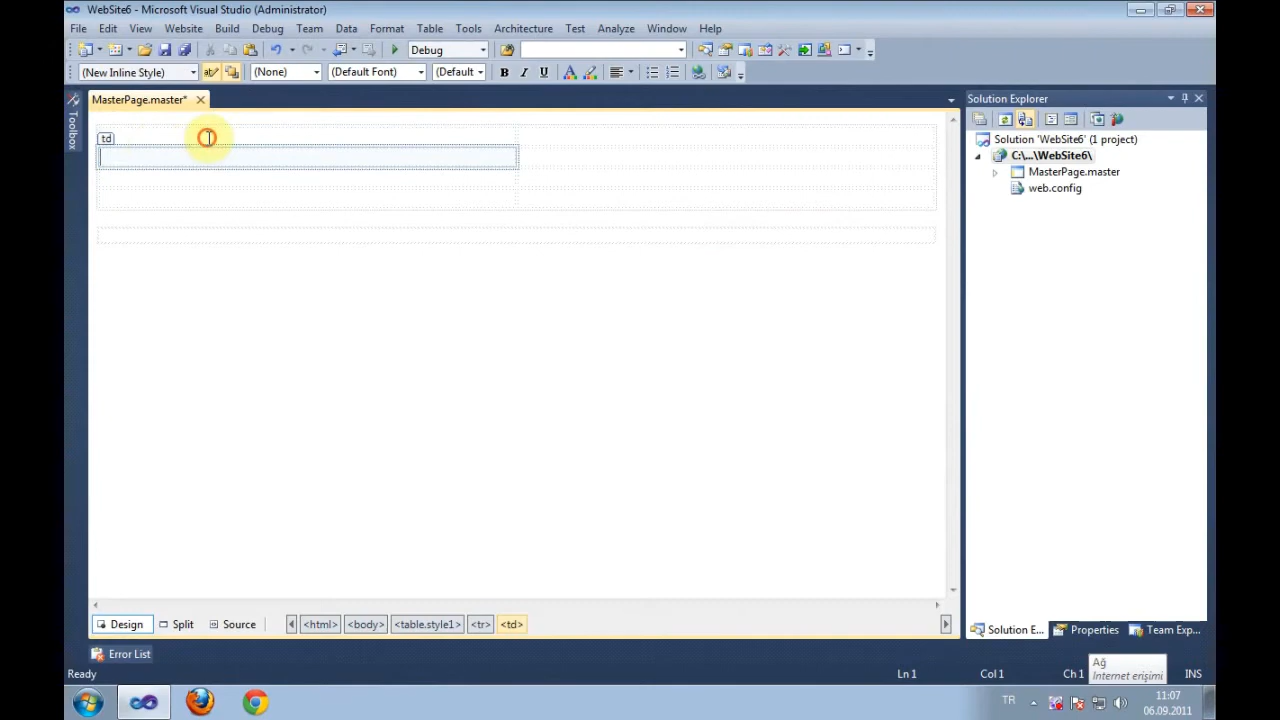 WebSite6 - Microsoft Visual Studio (Administrator)
File Edit View Website Build Debug Team Data Format Table Tools Architecture Test Analyze Window Help
Debug
(New Inline Style) (None) (Default Font) (Default B I U A
MasterPage.master*
Toolbox
td
Solution Explorer
Solution 'WebSite6' (1 project)
C:\...\WebSite6\
MasterPage.master
web.config
Design Split Source <html> <body> <table.style1> <tr> <td>
Solution E... Properties Team Exp...
Error List
Ready Ln 1 Col 1 Ch 1 INS
Ağ
Internet erişimi
TR
11:07
06.09.2011